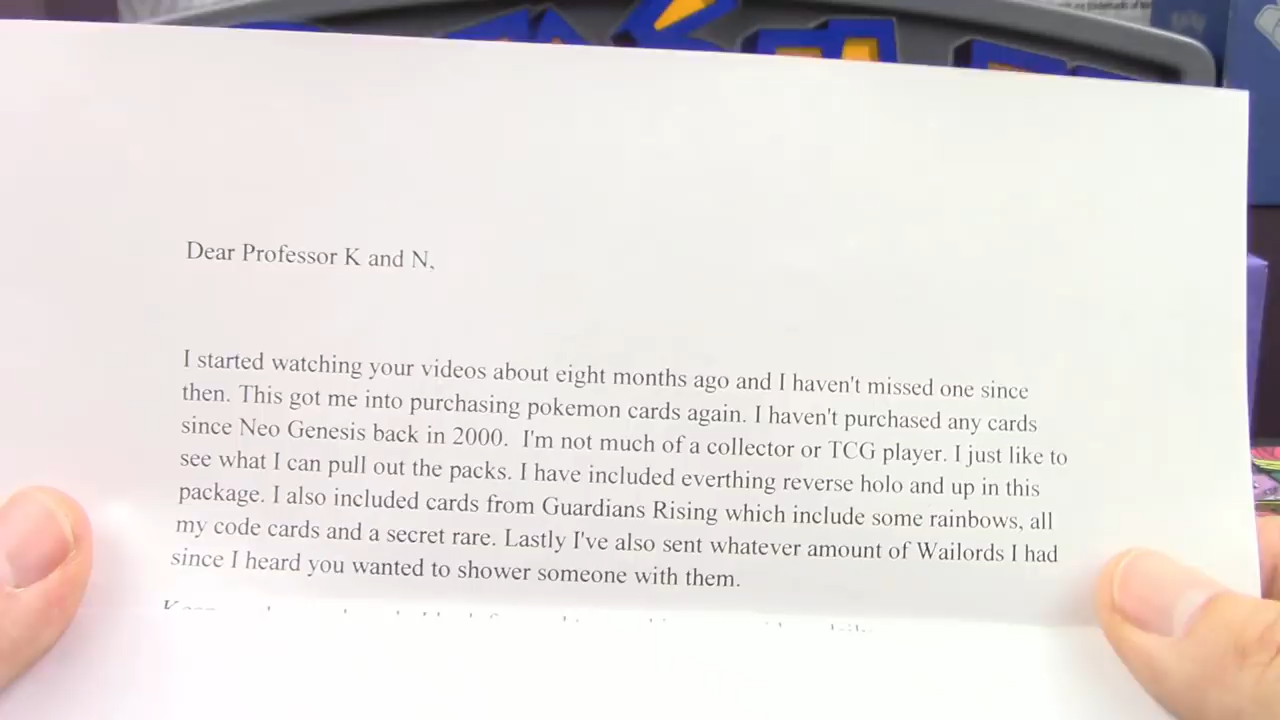 Dear Professor K and N,
I started watching your videos about eight months ago and I haven't missed one since
then. This got me into purchasing pokemon cards again. I haven't purchased any cards
since Neo Genesis back in 2000. I'm not much of a collector or TCG player. I just like to
see what I can pull out the packs. I have included everthing reverse holo and up in this
package. I also included cards from Guardians Rising which include some rainbows, all
my code cards and a secret rare. Lastly I've also sent whatever amount of Wailords I had
since I heard you wanted to shower someone with them.